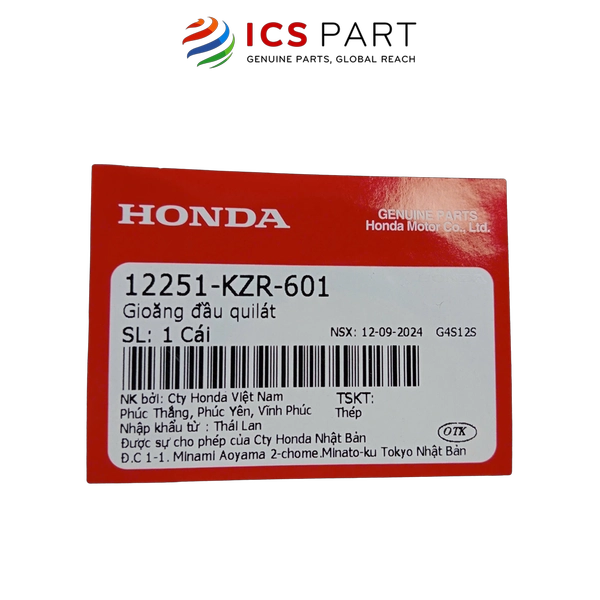 ICS PART
GENUINE PARTS, GLOBAL REACH
HONDA
GENUINE PARTS
Honda Motor Co., Ltd.
12251-KZR-601
Gioăng đầu quilát
SL: 1 Cái
NSX: 12-09-2024 G4S12S
NK bởi: Cty Honda Việt Nam
Phúc Thắng, Phúc Yên, Vĩnh Phúc
TSKT:
Thép
Nhập khẩu từ : Thái Lan
Được sự cho phép của Cty Honda Nhật Bản
Đ.C 1-1. Minami Aoyama 2-chome.Minato-ku Tokyo Nhật Bản
OTK